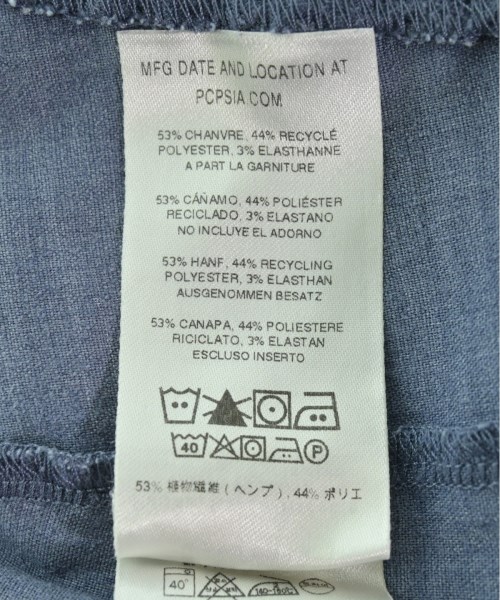 MFG DATE AND LOCATION AT
PCPSIA.COM
53% CHANVRE, 44% RECYCLÉ
POLYESTER, 3% ELASTHANNE
A PART LA GARNITURE
53% CÁÑAMO, 44% POLIÉSTER
RECICLADO, 3% ELASTANO
NO INCLUYE EL ADORNO
53% HANF, 44% RECYCLING
POLYESTER, 3% ELASTHAN
AUSGENOMMEN BESATZ
53% CANAPA, 44% POLIESTERE
RICICLATO, 3% ELASTAN
ESCLUSO INSERTO
40 P
53% 植物繊維 (ヘンプ), 44% ポリエ
40° 140-160℃